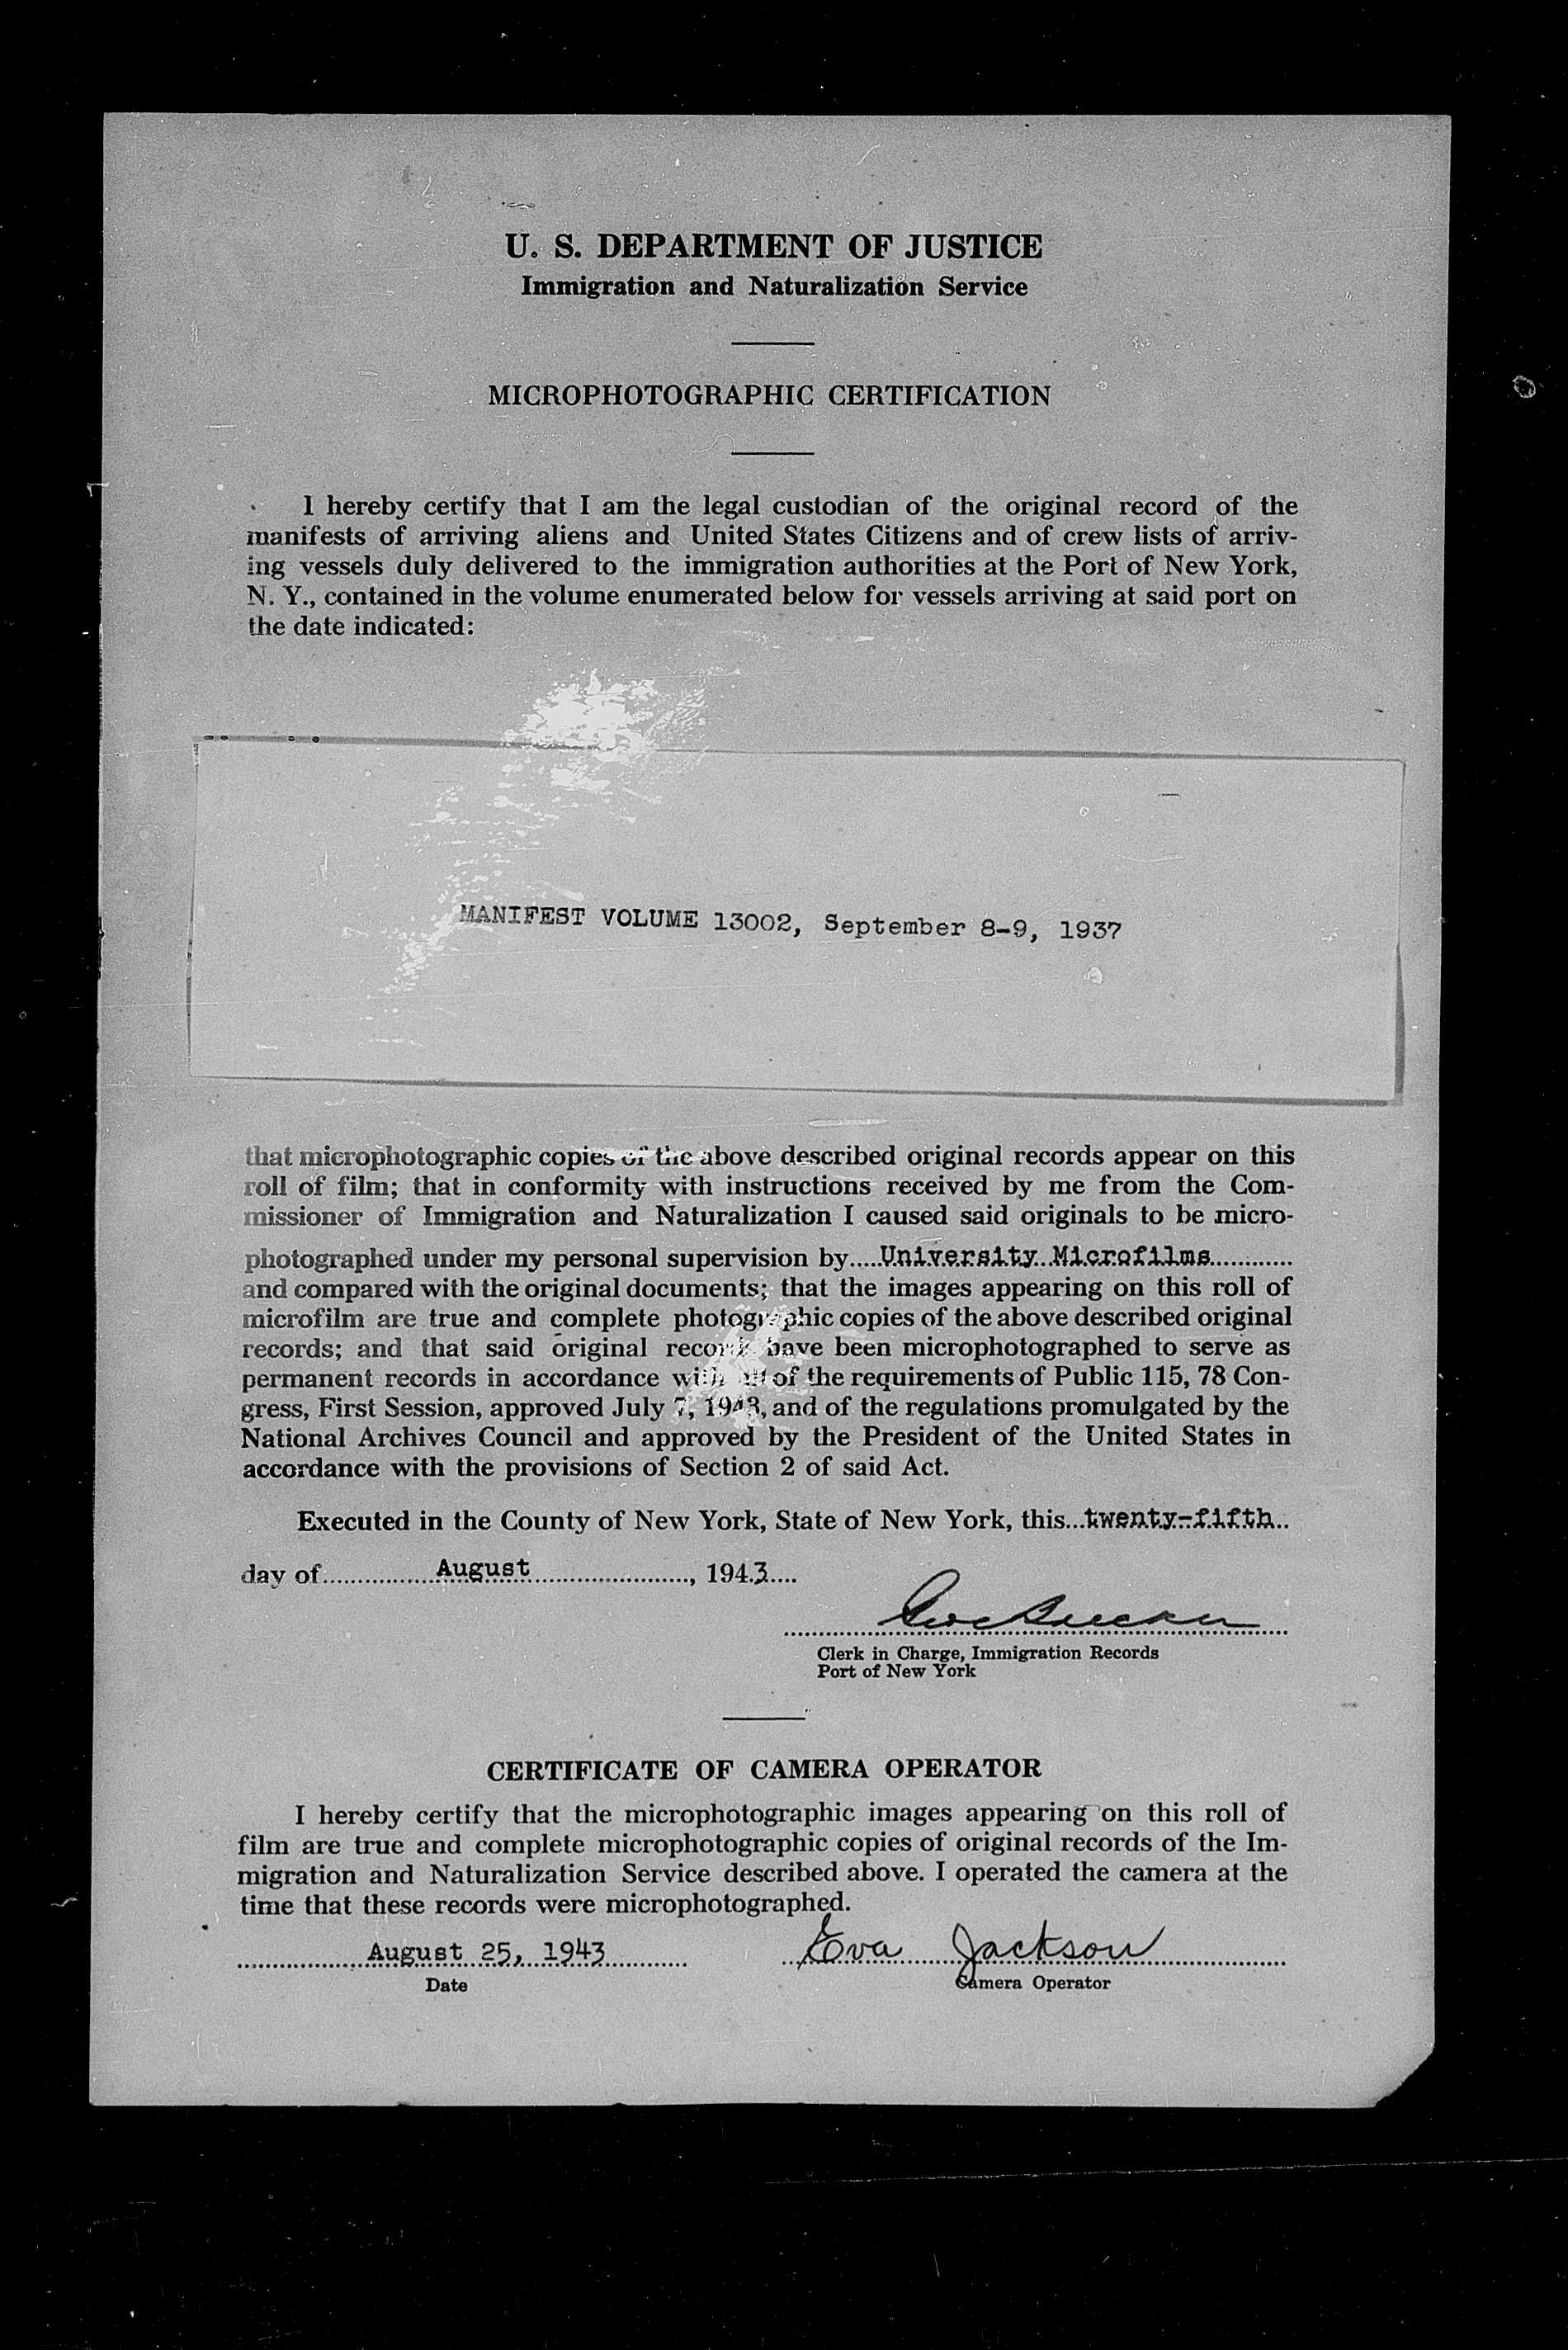 U. S. DEPARTMENT OF JUSTICE
Immigration and Naturalization Service
MICROPHOTOGRAPHIC CERTIFICATION
I hereby certify that I am the legal custodian of the original record of the
manifests of arriving aliens and United States Citizens and of crew lists of arriv-
ing vessels duly delivered to the immigration authorities at the Port of New York,
N. Y., contained in the volume enumerated below for vessels arriving at said port on
the date indicated:
MANIFEST VOLUME 13002, September 8-9, 1937
that microphotographic copies of the above described original records appear on this
roll of film; that in conformity with instructions received by me from the Com-
missioner of Immigration and Naturalization I caused said originals to be micro-
photographed under my personal supervision by.....University Microfilms............
and compared with the original documents; that the images appearing on this roll of
microfilm are true and complete photographic copies of the above described original
records; and that said original records have been microphotographed to serve as
permanent records in accordance with all of the requirements of Public 115, 78 Con-
gress, First Session, approved July 7, 1943, and of the regulations promulgated by the
National Archives Council and approved by the President of the United States in
accordance with the provisions of Section 2 of said Act.
Executed in the County of New York, State of New York, this...twenty-fifth..
day of................August......................., 1943....
Clerk in Charge, Immigration Records
Port of New York
CERTIFICATE OF CAMERA OPERATOR
I hereby certify that the microphotographic images appearing on this roll of
film are true and complete microphotographic copies of original records of the Im-
migration and Naturalization Service described above. I operated the camera at the
time that these records were microphotographed.
August 25, 1943 Eva Jackson
Date Camera Operator